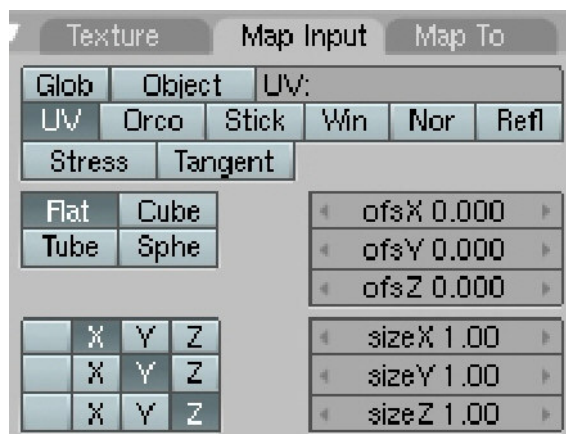 Texture Map Input Map To
Glob Object UV:
UV Orco Stick Win Nor Refl
Stress Tangent
Flat Cube ofsX 0.000
Tube Sphe ofsY 0.000
ofsZ 0.000
X Y Z sizeX 1.00
X Y Z sizeY 1.00
X Y Z sizeZ 1.00